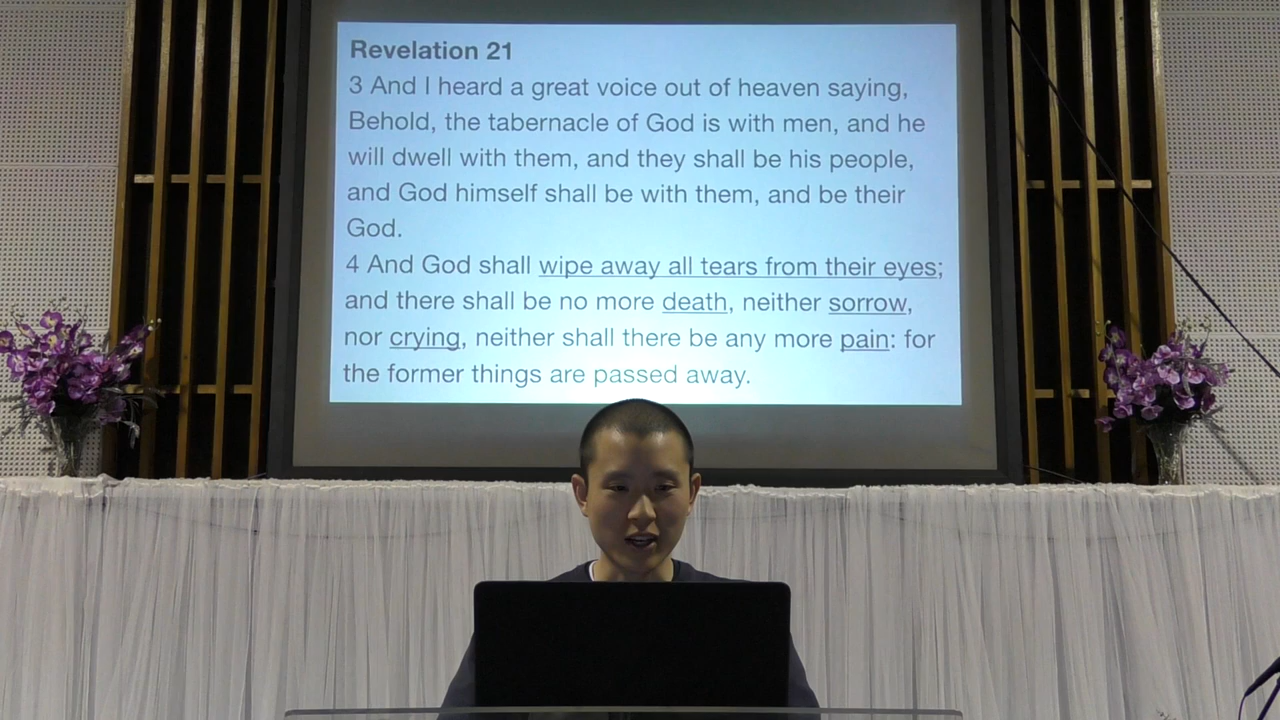 Revelation 21
3 And I heard a great voice out of heaven saying,
Behold, the tabernacle of God is with men, and he
will dwell with them, and they shall be his people,
and God himself shall be with them, and be their
God.
4 And God shall wipe away all tears from their eyes;
and there shall be no more death, neither sorrow,
nor crying, neither shall there be any more pain: for
the former things are passed away.